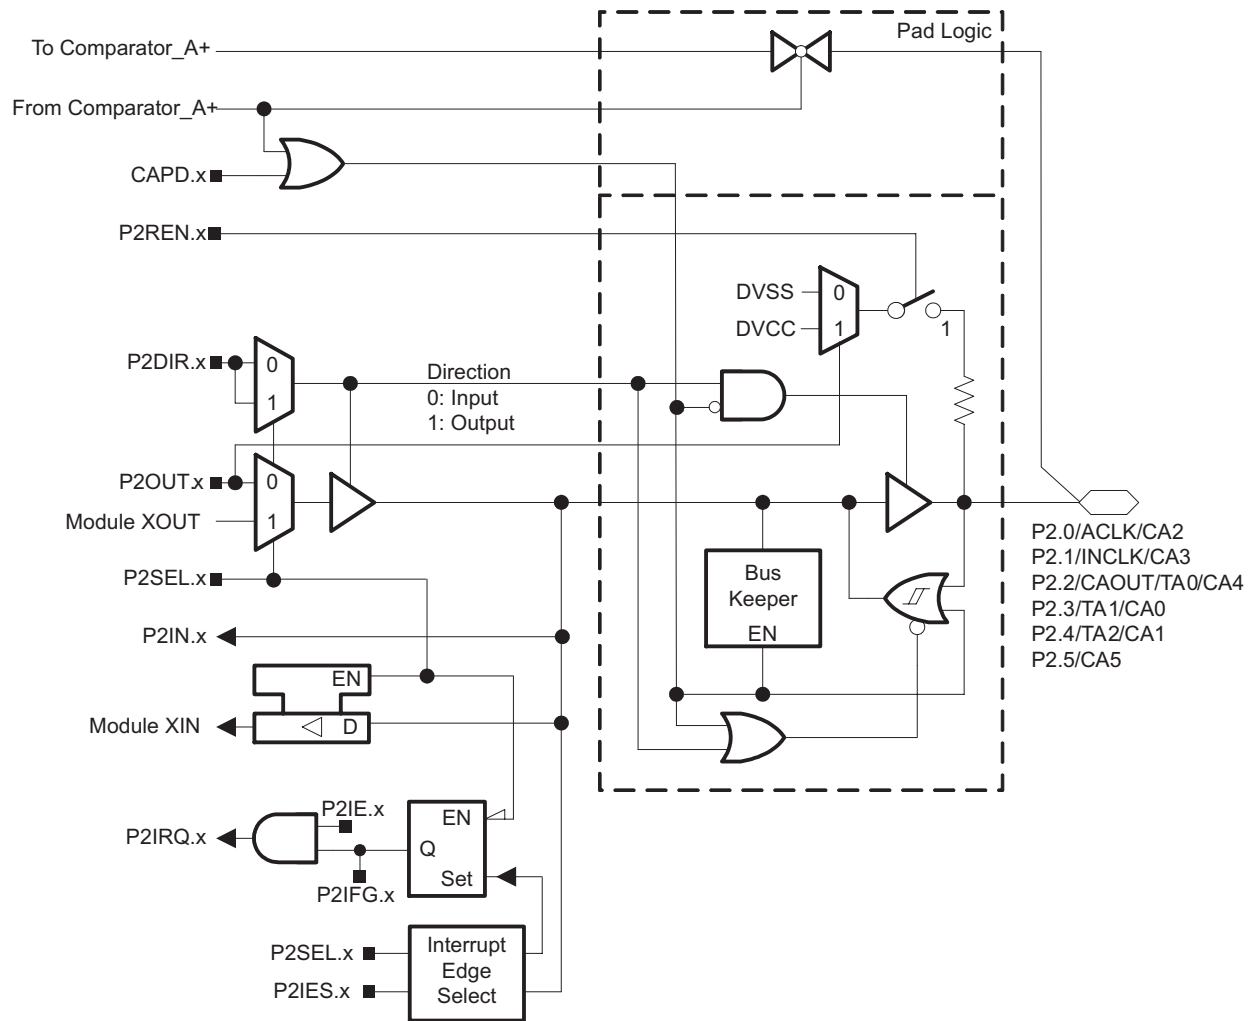 Pad Logic
To Comparator_A+
From Comparator_A+
CAPD.x
P2REN.x
DVSS
0
DVCC
1
1
P2DIR.x
0
1
Direction
0: Input
1: Output
P2OUT.x
0
Module XOUT
1
P2SEL.x
Bus
Keeper
EN
P2.0/ACLK/CA2
P2.1/INCLK/CA3
P2.2/CAOUT/TA0/CA4
P2.3/TA1/CA0
P2.4/TA2/CA1
P2.5/CA5
P2IN.x
EN
Module XIN
D
P2IE.x
EN
P2IRQ.x
Q
Set
P2IFG.x
P2SEL.x
P2IES.x
Interrupt
Edge
Select